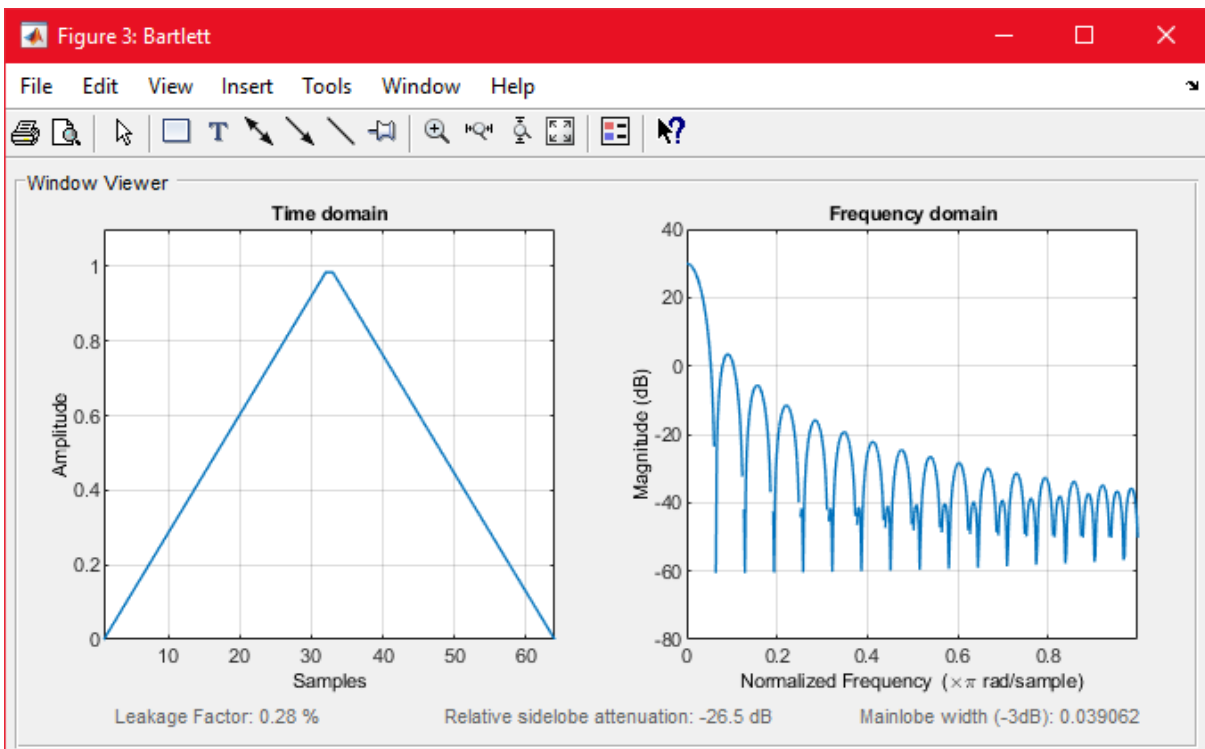 Figure 3: Bartlett
File Edit View Insert Tools Window Help
Window Viewer
Time domain
1
0.8
0.6
0.4
0.2
0
Amplitude
10 20 30 40 50 60
Samples
Frequency domain
40
20
0
-20
-40
-60
-80
Magnitude (dB)
0 0.2 0.4 0.6 0.8
Normalized Frequency (×π rad/sample)
Leakage Factor: 0.28 % Relative sidelobe attenuation: -26.5 dB Mainlobe width (-3dB): 0.039062